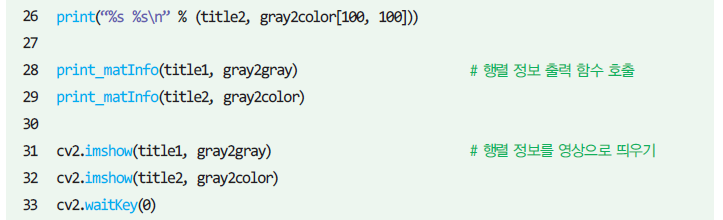 26 print(“%s %s\n” % (title2, gray2color[100, 100]))
27
28 print_matInfo(title1, gray2gray) # 행렬 정보 출력 함수 호출
29 print_matInfo(title2, gray2color)
30
31 cv2.imshow(title1, gray2gray) # 행렬 정보를 영상으로 띄우기
32 cv2.imshow(title2, gray2color)
33 cv2.waitKey(0)